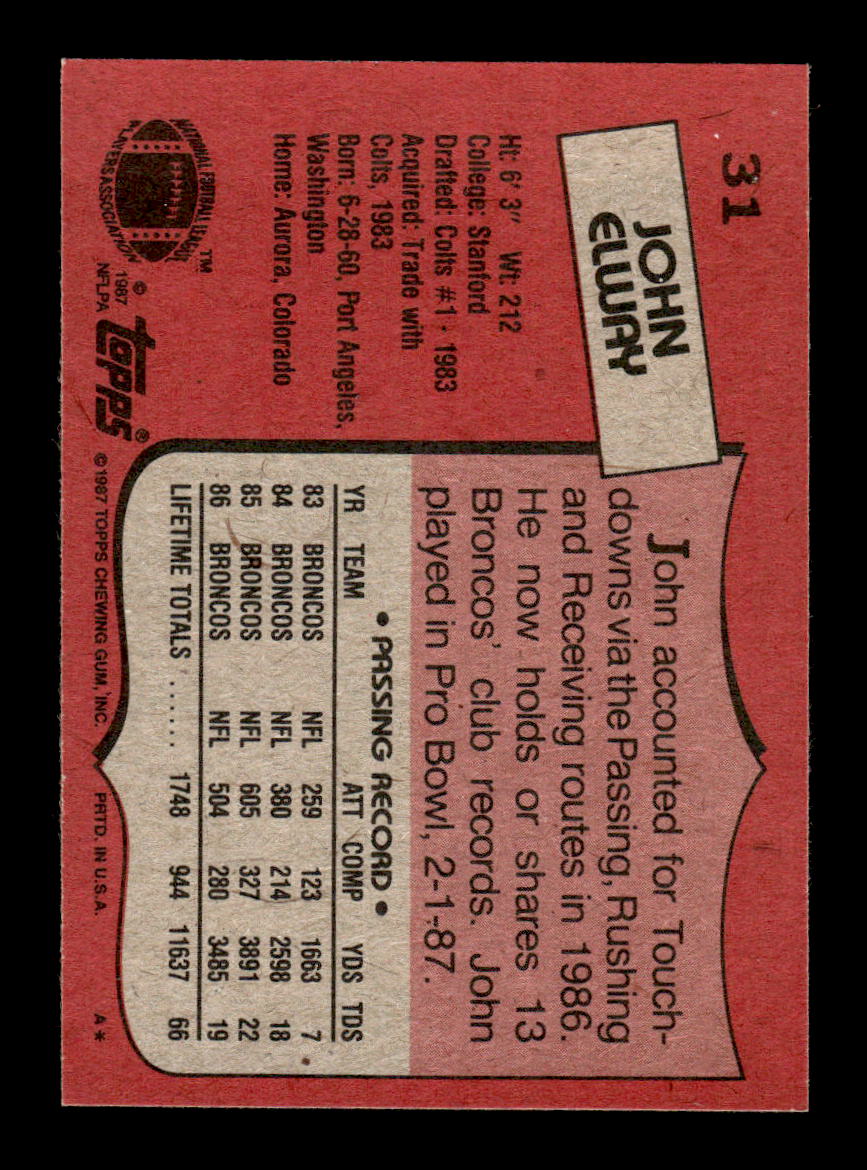 31
JOHN
ELWAY
Ht: 6' 3" Wt: 212
College: Stanford
Drafted: Colts #1 - 1983
Acquired: Trade with
Colts, 1983
Born: 6-28-60, Port Angeles,
Washington
Home: Aurora, Colorado
NATIONAL FOOTBALL LEAGUE
PLAYERS ASSOCIATION
TM
© 1987
NFLPA
topps®
John accounted for Touch-
downs via the Passing, Rushing
and Receiving routes in 1986.
He now holds or shares 13
Broncos' club records. John
played in Pro Bowl, 2-1-87.
• PASSING RECORD •
YR TEAM ATT COMP YDS TDS
83 BRONCOS NFL 259 123 1663 7
84 BRONCOS NFL 380 214 2598 18
85 BRONCOS NFL 605 327 3891 22
86 BRONCOS NFL 504 280 3485 19
LIFETIME TOTALS ...... 1748 944 11637 66
©1987 TOPPS CHEWING GUM, INC. PRTD. IN U.S.A. A*